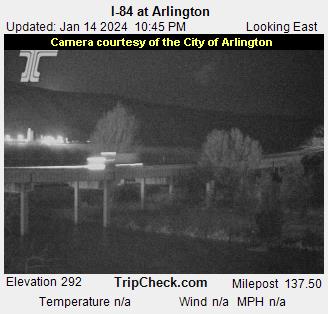 I-84 at Arlington
Updated: Jan 14 2024 10:45 PM Looking East
Camera courtesy of the City of Arlington
Elevation 292 TripCheck.com Milepost 137.50
Temperature n/a Wind n/a MPH n/a